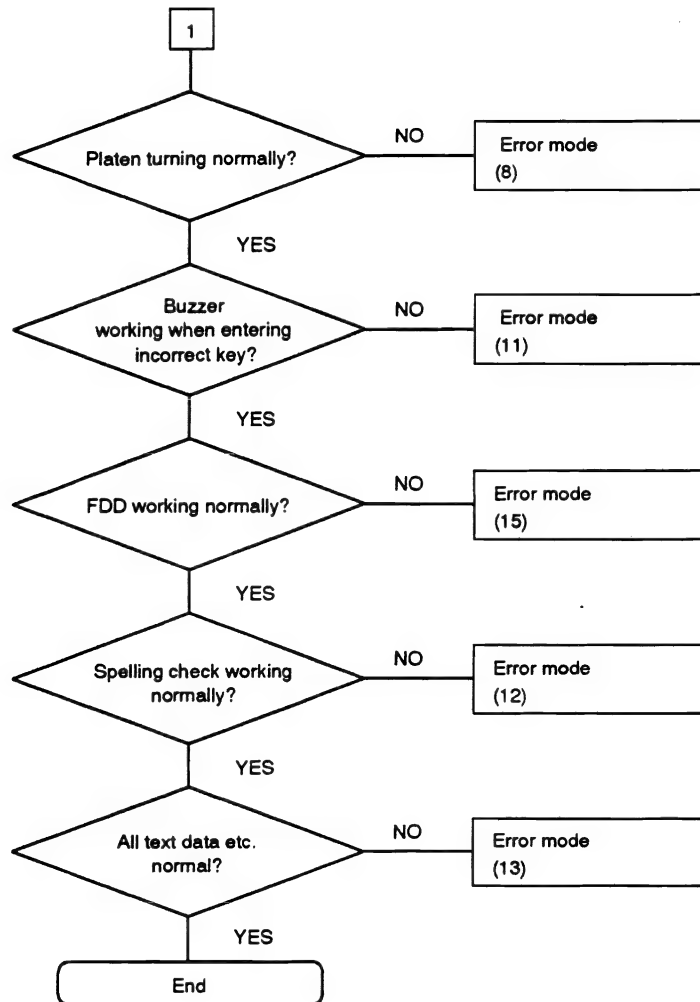 1
Platen turning normally?
NO
Error mode
(8)
YES
Buzzer
working when entering
incorrect key?
NO
Error mode
(11)
YES
FDD working normally?
NO
Error mode
(15)
YES
Spelling check working
normally?
NO
Error mode
(12)
YES
All text data etc.
normal?
NO
Error mode
(13)
YES
End